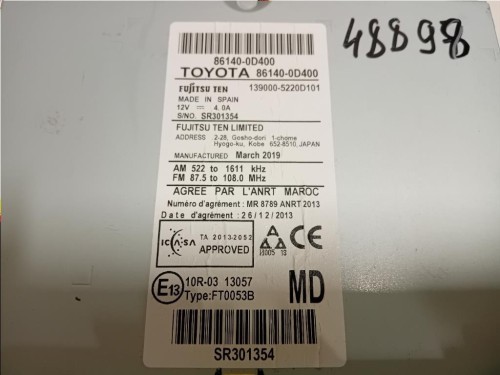 48898
86140-0D400
TOYOTA 86140-0D400
FUJITSU TEN 139000-5220D101
MADE IN SPAIN
12V ⎓ 4.0A
S/NO. SR301354
FUJITSU TEN LIMITED
ADDRESS 2-28, Gosho-dori 1-chome
Hyogo-ku, Kobe 652-8510, JAPAN
MANUFACTURED March 2019
AM 522 to 1611 kHz
FM 87.5 to 108.0 MHz
AGREE PAR L'ANRT MAROC
Numéro d'agrément : MR 8789 ANRT 2013
Date d'agrément : 26/12/2013
ICASA TA 2013-2052
APPROVED
CE
E13 10R-03 13057
Type:FT0053B
MD
SR301354